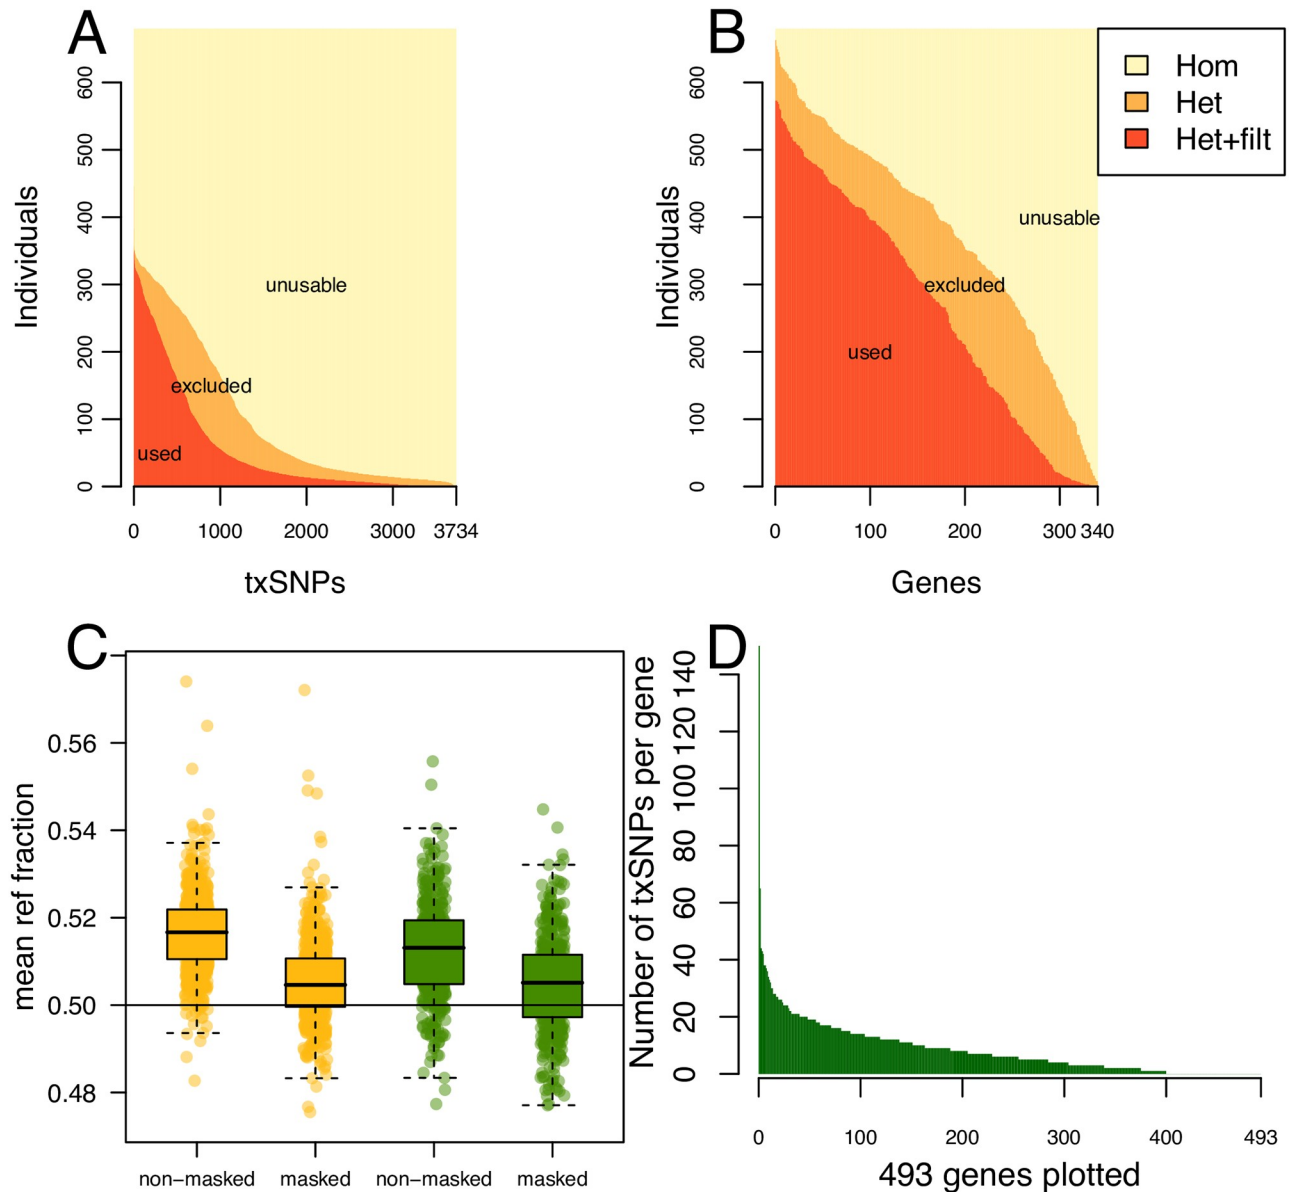 A
Individuals
0
100
200
300
400
500
600
unusable
excluded
used
0 1000 2000 3000 3734
txSNPs
B
Individuals
0
100
200
300
400
500
600
Hom
Het
Het+filt
unusable
excluded
used
0 100 200 300 340
Genes
C
mean ref fraction
0.56
0.54
0.52
0.50
0.48
non−masked masked non−masked masked
D
Number of txSNPs per gene
0
20
40
60
80
100
120
140
0 100 200 300 400 493
493 genes plotted